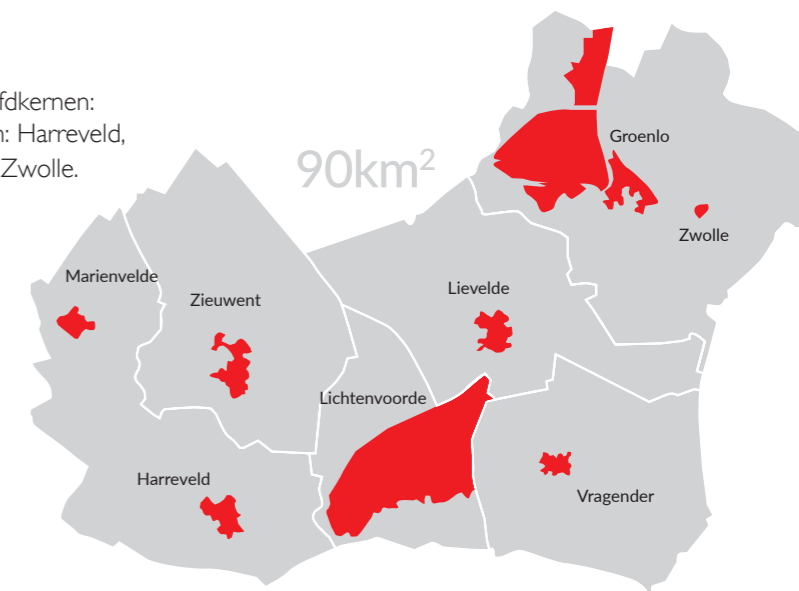 fdkernen:
n: Harreveld,
Zwolle.
90km²
Groenlo
Zwolle
Marienvelde
Zieuwent
Lievelde
Lichtenvoorde
Harreveld
Vragender